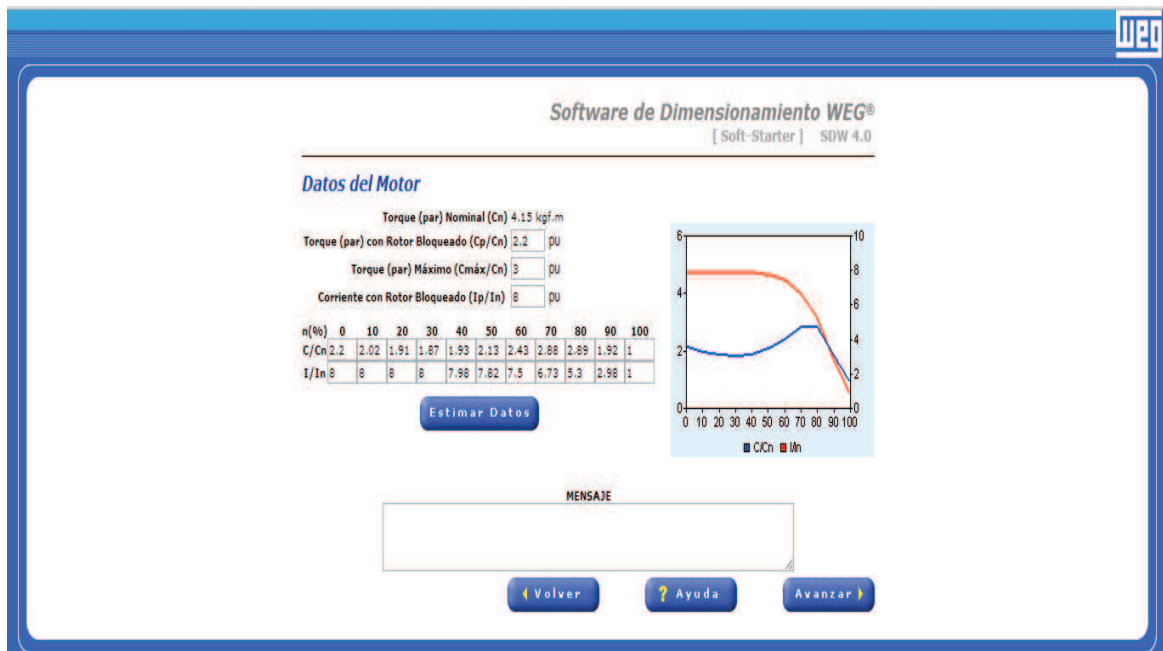 weg
Software de Dimensionamiento WEG®
[ Soft-Starter ] SDW 4.0
Datos del Motor
Torque (par) Nominal (Cn) 4.15 kgf.m
Torque (par) con Rotor Bloqueado (Cp/Cn) 2.2 pu
Torque (par) Máximo (Cmáx/Cn) 3 pu
Corriente con Rotor Bloqueado (Ip/In) 8 pu
n(%) 0 10 20 30 40 50 60 70 80 90 100
C/Cn 2.2 2.02 1.91 1.87 1.93 2.13 2.43 2.88 2.89 1.92 1
I/In 8 8 8 8 7.98 7.82 7.5 6.73 5.3 2.98 1
Estimar Datos
6 10
8
4 6
4
2 2
0 0
0 10 20 30 40 50 60 70 80 90 100
C/Cn I/In
MENSAJE
Volver ? Ayuda Avanzar